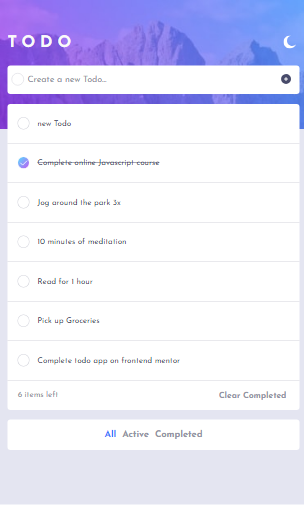 TODO
Create a new Todo...
new Todo
Complete online Javascript course
Jog around the park 3x
10 minutes of meditation
Read for 1 hour
Pick up Groceries
Complete todo app on frontend mentor
6 items left Clear Completed
All Active Completed